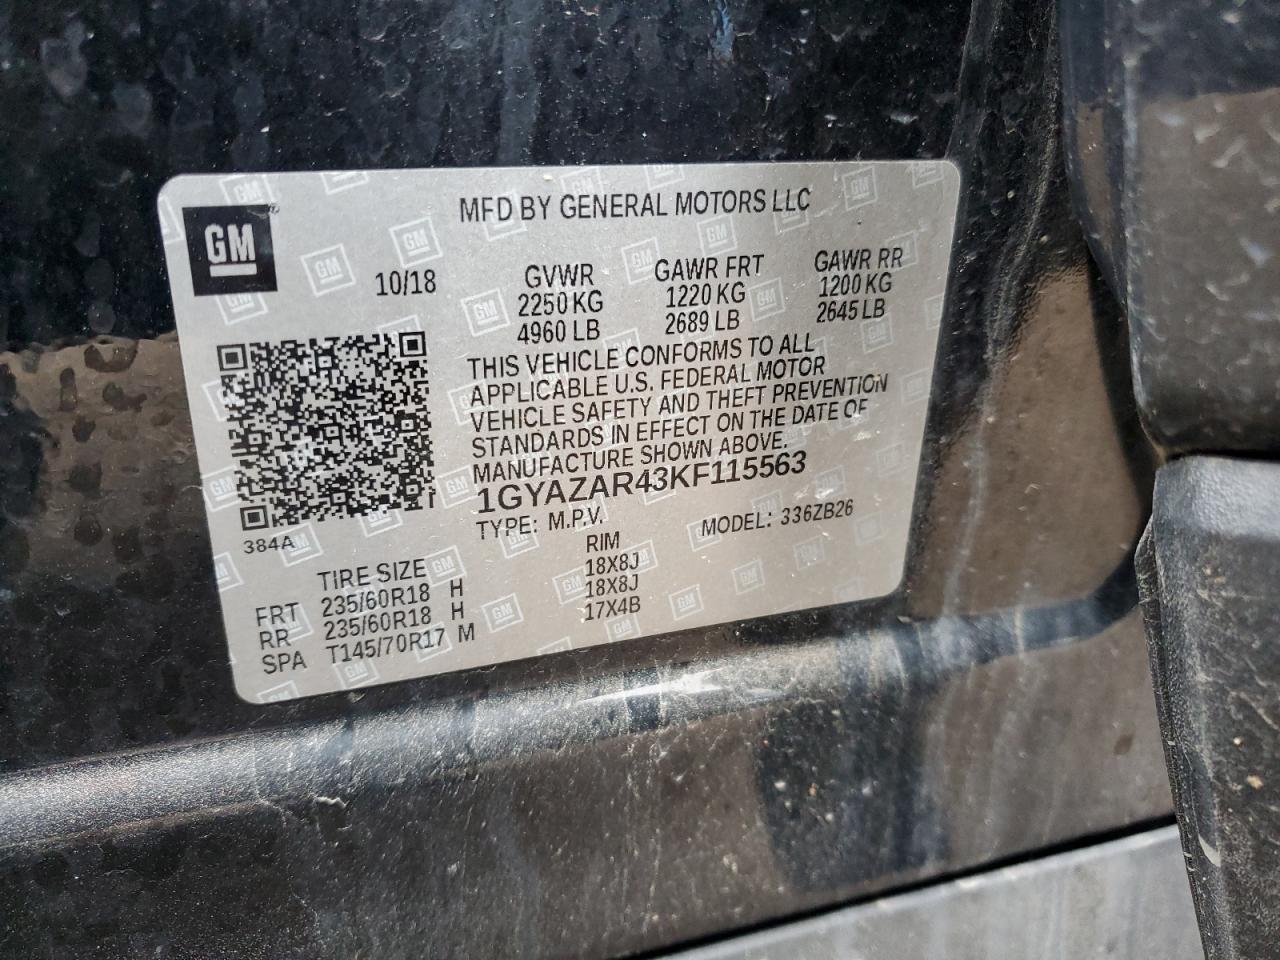 MFD BY GENERAL MOTORS LLC
GM
10/18
GVWR GAWR FRT GAWR RR
2250 KG 1220 KG 1200 KG
4960 LB 2689 LB 2645 LB
THIS VEHICLE CONFORMS TO ALL
APPLICABLE U.S. FEDERAL MOTOR
VEHICLE SAFETY AND THEFT PREVENTION
STANDARDS IN EFFECT ON THE DATE OF
MANUFACTURE SHOWN ABOVE.
1GYAZAR43KF115563
TYPE: M.P.V. MODEL: 336ZB26
384A
TIRE SIZE RIM
FRT 235/60R18 H 18X8J
RR 235/60R18 H 18X8J
SPA T145/70R17 M 17X4B